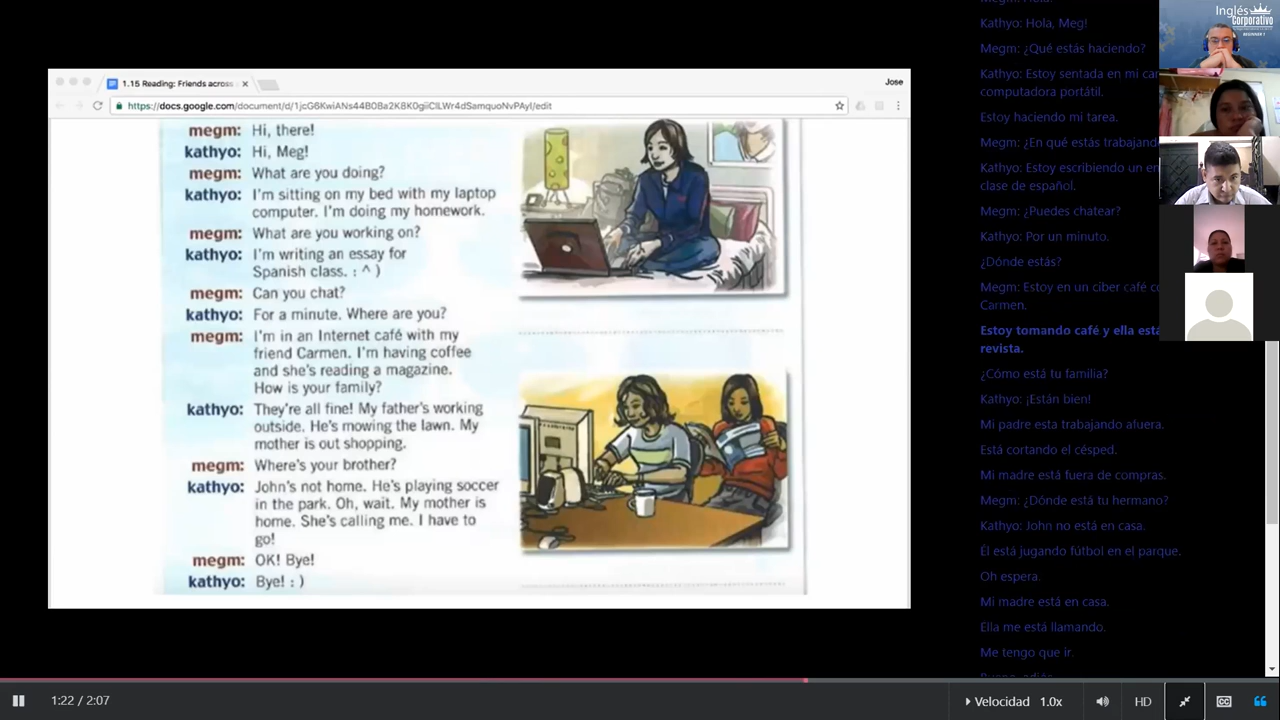 1.15 Reading: Friends across
Jose
https://docs.google.com/document/d/1jcG6KwiANs44B0Ba2K8K0giiClLWr4dSamquoNvPAyI/edit
megm: Hi, there!
kathyo: Hi, Meg!
megm: What are you doing?
kathyo: I'm sitting on my bed with my laptop
computer. I'm doing my homework.
megm: What are you working on?
kathyo: I'm writing an essay for
Spanish class. : ^ )
megm: Can you chat?
kathyo: For a minute. Where are you?
megm: I'm in an Internet café with my
friend Carmen. I'm having coffee
and she's reading a magazine.
How is your family?
kathyo: They're all fine! My father's working
outside. He's mowing the lawn. My
mother is out shopping.
megm: Where's your brother?
kathyo: John's not home. He's playing soccer
in the park. Oh, wait. My mother is
home. She's calling me. I have to
go!
megm: OK! Bye!
kathyo: Bye! : )
Kathyo: Hola, Meg!
Megm: ¿Qué estás haciendo?
Kathyo: Estoy sentada en mi
computadora portátil.
Estoy haciendo mi tarea.
Megm: ¿En qué estás
Kathyo: Estoy escribiendo un
clase de español.
Megm: ¿Puedes chatear?
Kathyo: Por un minuto.
¿Dónde estás?
Megm: Estoy en un ciber café
Carmen.
Estoy tomando café y ella está
revista.
¿Cómo está tu familia?
Kathyo: ¡Están bien!
Mi padre esta trabajando afuera.
Está cortando el césped.
Mi madre está fuera de compras.
Megm: ¿Dónde está tu hermano?
Kathyo: John no está en casa.
Él está jugando fútbol en el parque.
Oh espera.
Mi madre está en casa.
Ella me está llamando.
Me tengo que ir.
Inglés
Corporativo
BEGINNER 1
1:22 / 2:07
Velocidad 1.0x
HD
CC